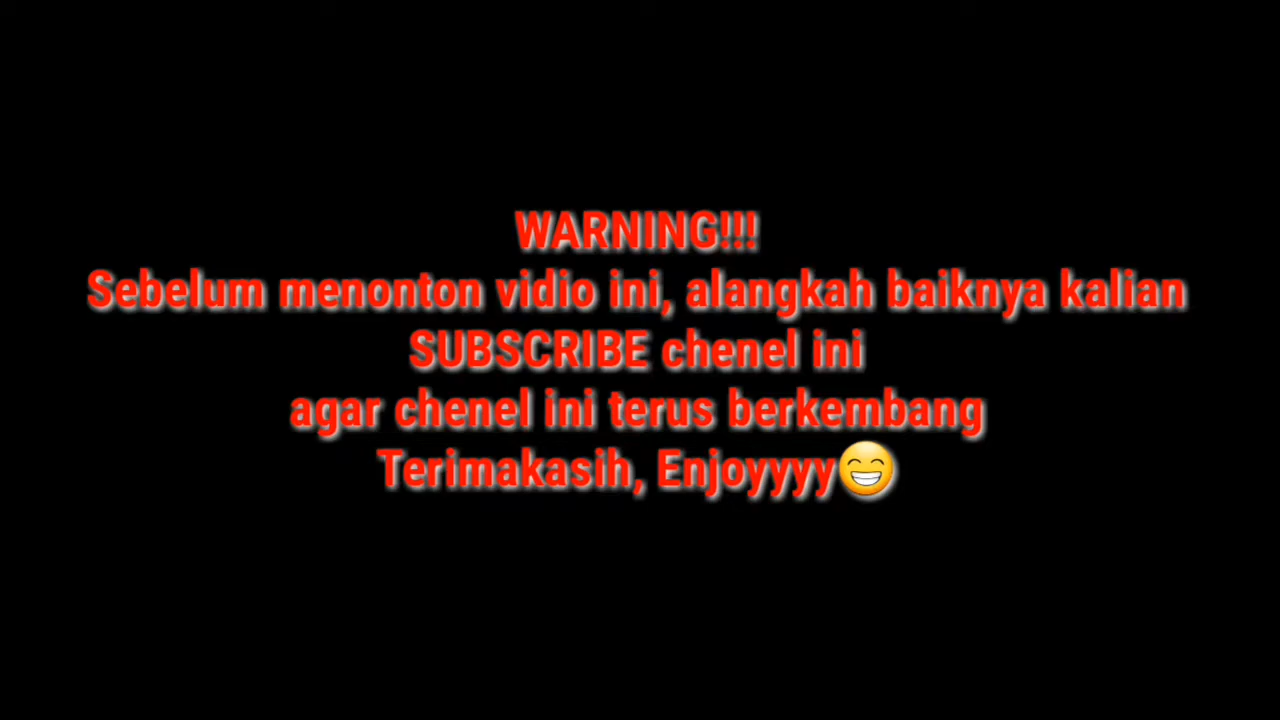 WARNING!!!
Sebelum menonton vidio ini, alangkah baiknya kalian
SUBSCRIBE chenel ini
agar chenel ini terus berkembang
Terimakasih, Enjoyyyy😁